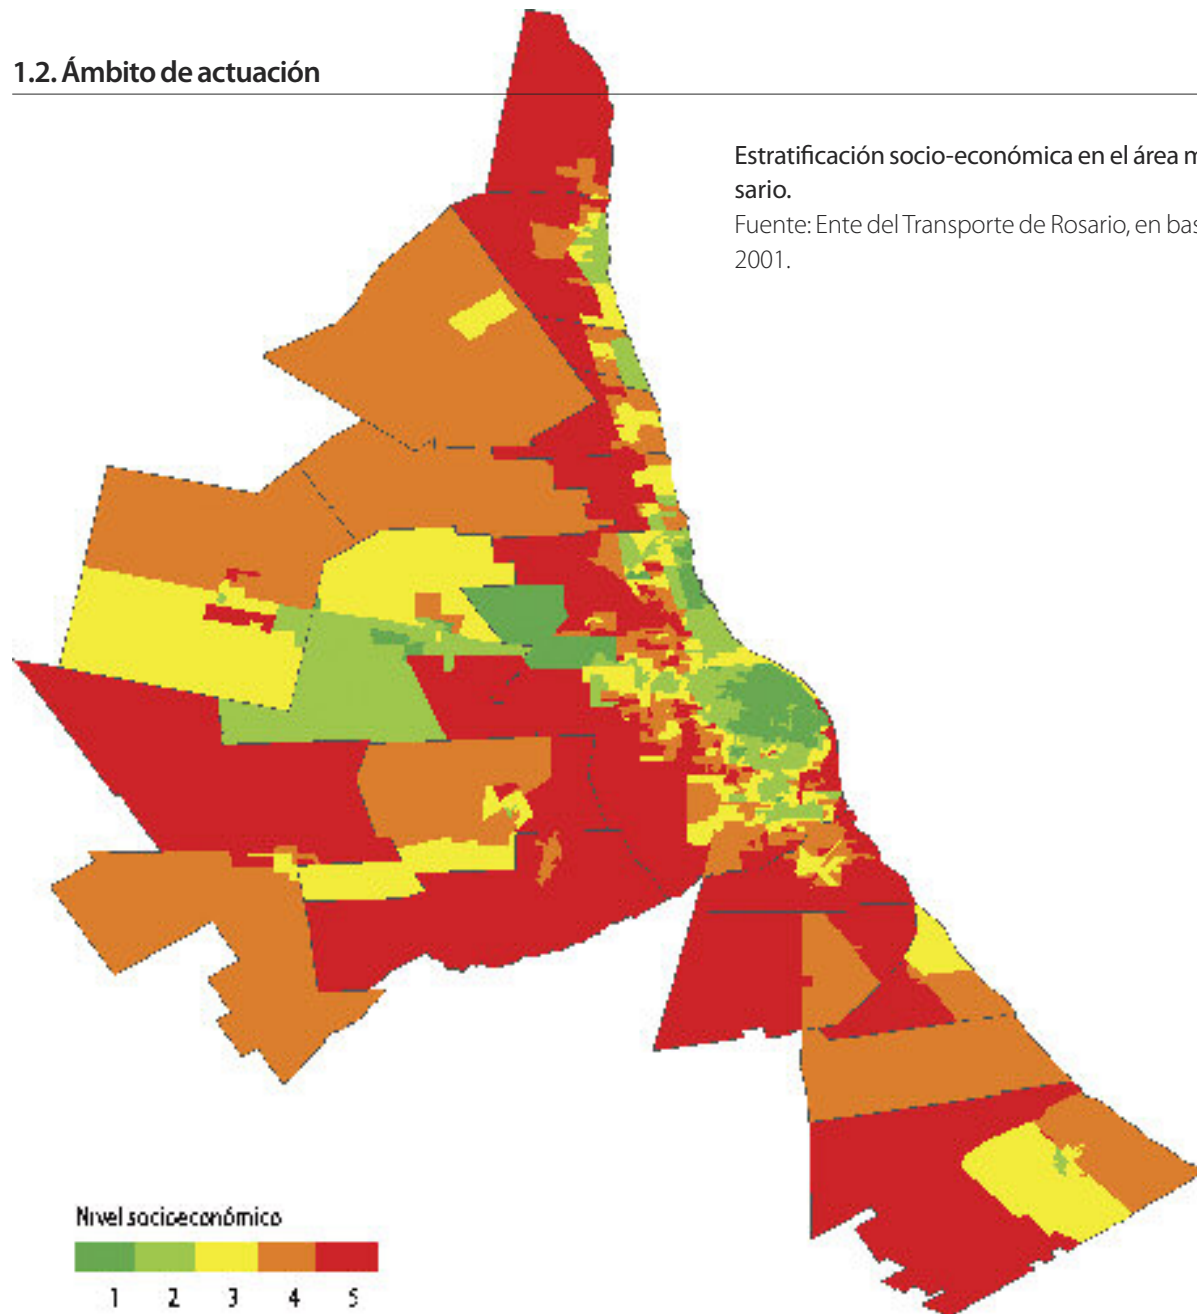 1.2. Ámbito de actuación
Estratificación socio-económica en el área
sario.
Fuente: Ente del Transporte de Rosario, en
2001.
Nivel socioeconómico
1 2 3 4 5